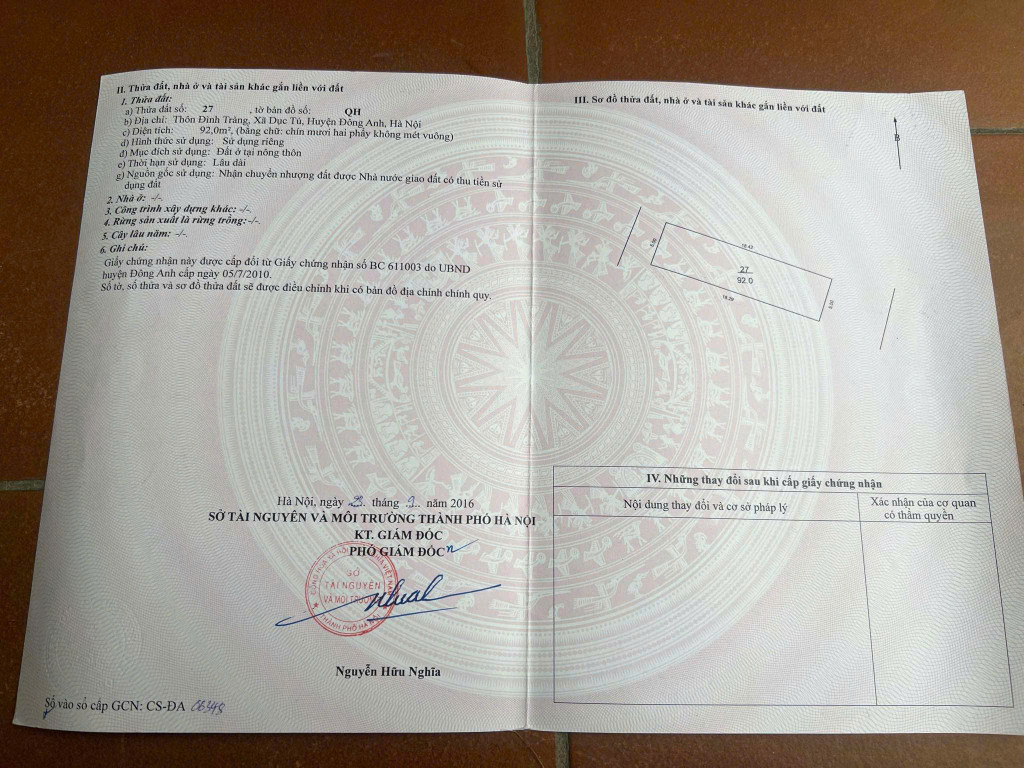 II. Thửa đất, nhà ở và tài sản khác gắn liền với đất
1. Thửa đất:
a) Thửa đất số: 27 , tờ bản đồ số: QH
b) Địa chỉ: Thôn Đình Tràng, Xã Dục Tú, Huyện Đông Anh, Hà Nội
c) Diện tích: 92,0m², (bằng chữ: chín mươi hai phẩy không mét vuông)
d) Hình thức sử dụng: Sử dụng riêng
đ) Mục đích sử dụng: Đất ở tại nông thôn
e) Thời hạn sử dụng: Lâu dài
g) Nguồn gốc sử dụng: Nhận chuyển nhượng đất được Nhà nước giao đất có thu tiền sử
dụng đất
2. Nhà ở: -/-.
3. Công trình xây dựng khác: -/-.
4. Rừng sản xuất là rừng trồng: -/-.
5. Cây lâu năm: -/-.
6. Ghi chú:
Giấy chứng nhận này được cấp đổi từ Giấy chứng nhận số BC 611003 do UBND
huyện Đông Anh cấp ngày 05/7/2010.
Số tờ, số thửa và sơ đồ thửa đất sẽ được điều chỉnh khi có bản đồ địa chính chính quy.
Hà Nội, ngày tháng năm 2016
SỞ TÀI NGUYÊN VÀ MÔI TRƯỜNG THÀNH PHỐ HÀ NỘI
KT. GIÁM ĐỐC
PHÓ GIÁM ĐỐC
SỞ
TÀI NGUYÊN
VÀ MÔI TRƯỜNG
THÀNH PHỐ HÀ NỘI
Nguyễn Hữu Nghĩa
Số vào sổ cấp GCN: CS-ĐA
III. Sơ đồ thửa đất, nhà ở và tài sản khác gắn liền với đất
B
27
92.0
IV. Những thay đổi sau khi cấp giấy chứng nhận
Nội dung thay đổi và cơ sở pháp lý
Xác nhận của cơ quan
có thẩm quyền